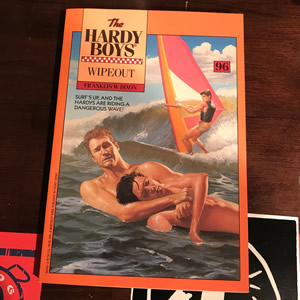 The
HARDY
BOYS®
WIPEOUT
FRANKLIN W. DIXON
96
SURF'S UP, AND THE
HARDYS ARE RIDING A
DANGEROUS WAVE!